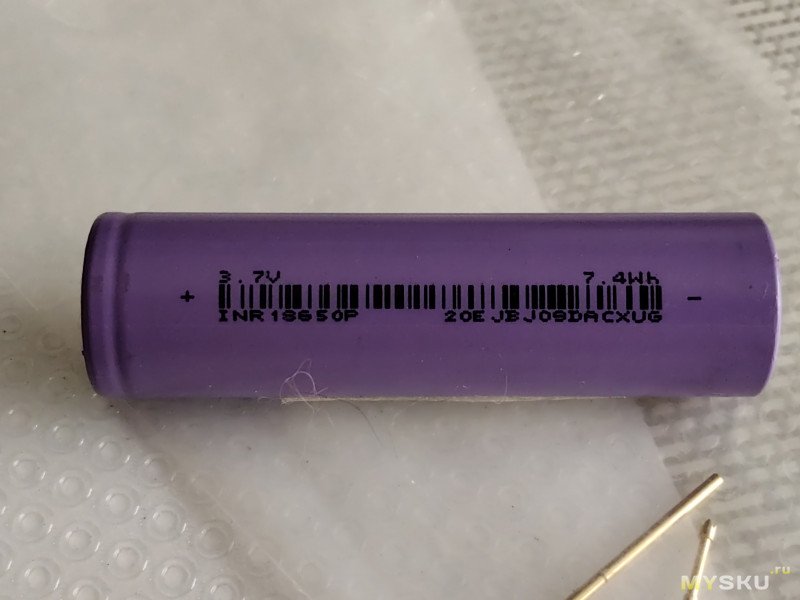 3.7V 7.4Wh
+ -
INR18650P 20EJBJ09DACXUG
MYSKU.ru